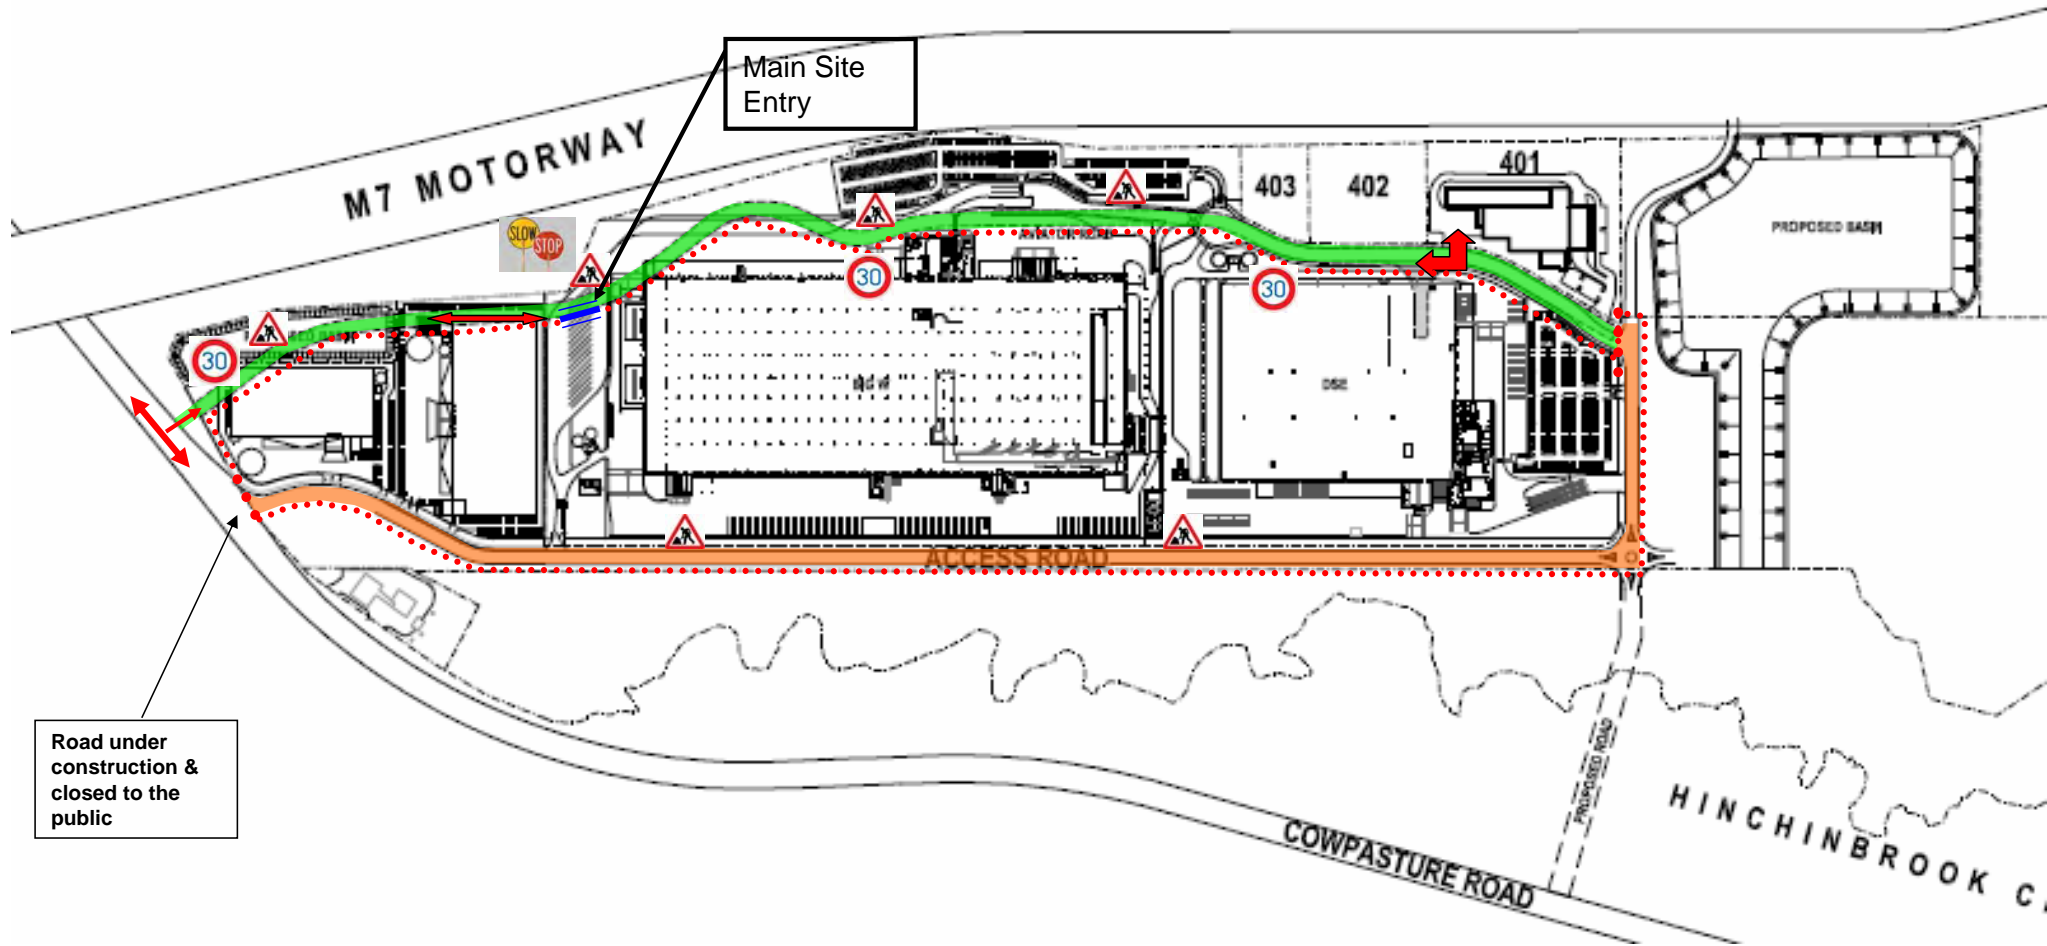 Main Site
Entry
M7 MOTORWAY
401
403
402
PROPOSED BASIN
SLOW
STOP
30
30
30
DSE
ACCESS ROAD
Road under
construction &
closed to the
public
PROPOSED ROAD
COWPASTURE ROAD
HINCHINBROOK C